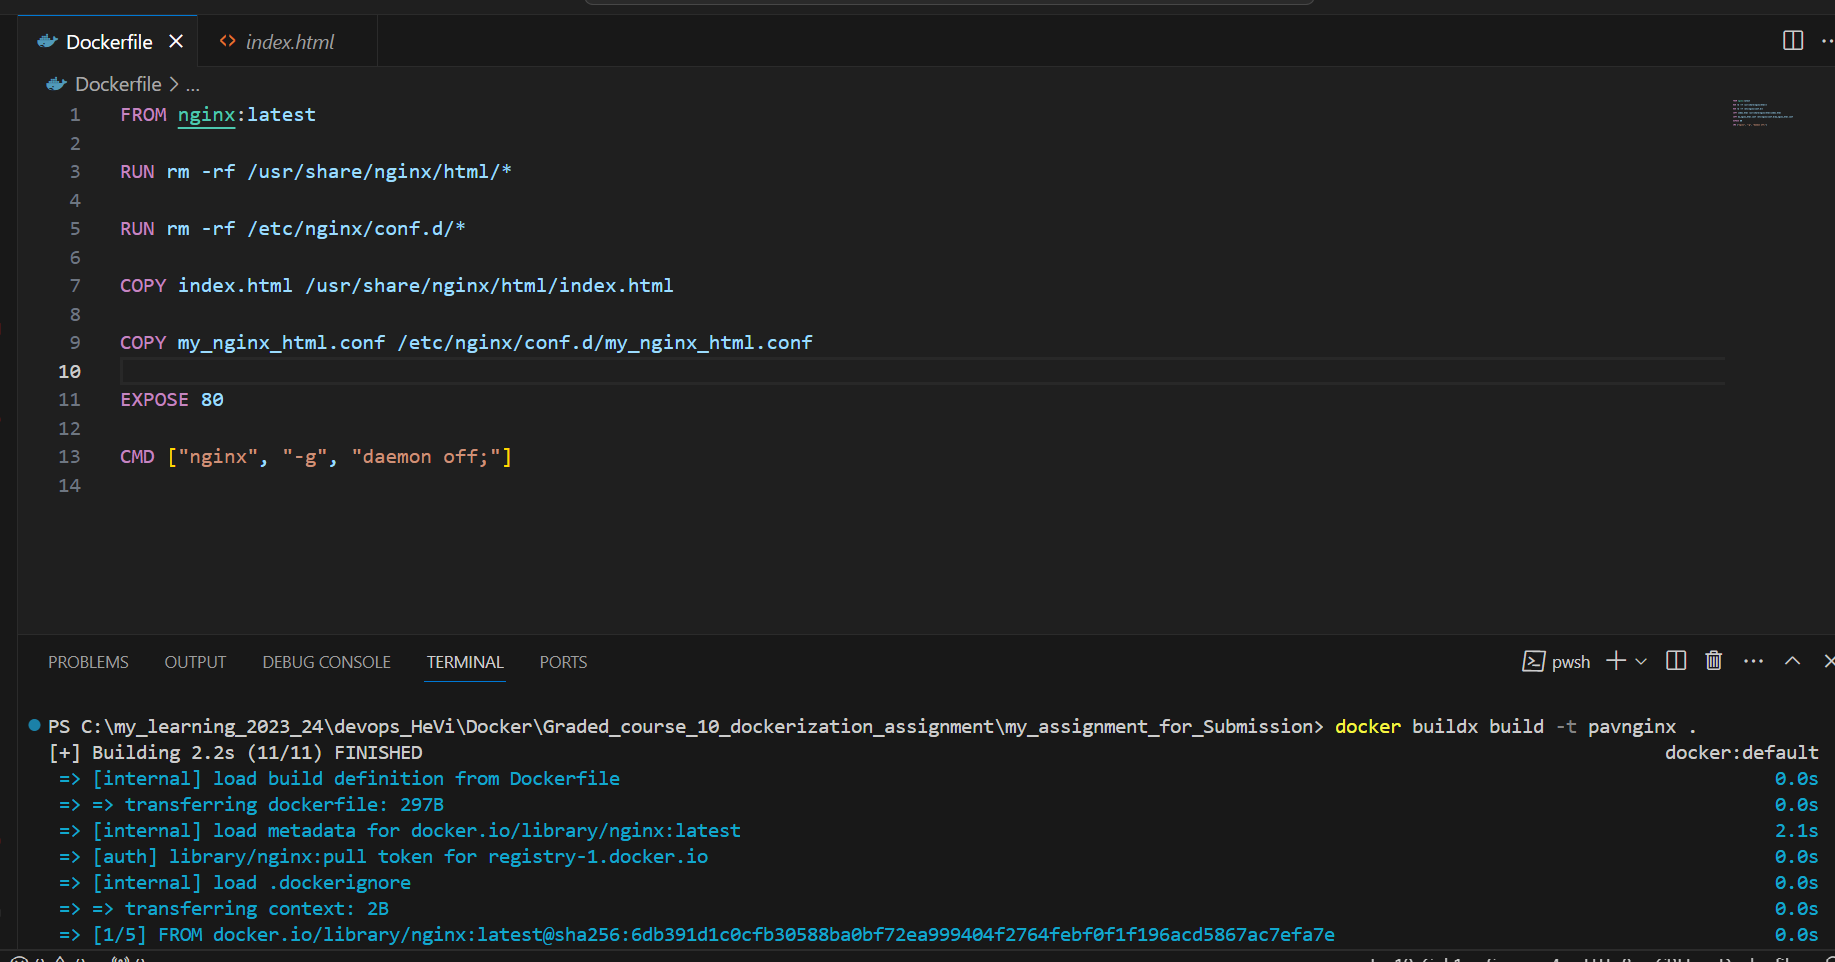 Dockerfile
index.html
Dockerfile > ...
1 FROM nginx:latest
2
3 RUN rm -rf /usr/share/nginx/html/*
4
5 RUN rm -rf /etc/nginx/conf.d/*
6
7 COPY index.html /usr/share/nginx/html/index.html
8
9 COPY my_nginx_html.conf /etc/nginx/conf.d/my_nginx_html.conf
10
11 EXPOSE 80
12
13 CMD ["nginx", "-g", "daemon off;"]
14
PROBLEMS OUTPUT DEBUG CONSOLE TERMINAL PORTS pwsh
PS C:\my_learning_2023_24\devops_HeVi\Docker\Graded_course_10_dockerization_assignment\my_assignment_for_Submission> docker buildx build -t pavnginx .
[+] Building 2.2s (11/11) FINISHED docker:default
=> [internal] load build definition from Dockerfile 0.0s
=> => transferring dockerfile: 297B 0.0s
=> [internal] load metadata for docker.io/library/nginx:latest 2.1s
=> [auth] library/nginx:pull token for registry-1.docker.io 0.0s
=> [internal] load .dockerignore 0.0s
=> => transferring context: 2B 0.0s
=> [1/5] FROM docker.io/library/nginx:latest@sha256:6db391d1c0cfb30588ba0bf72ea999404f2764febf0f1f196acd5867ac7efa7e 0.0s